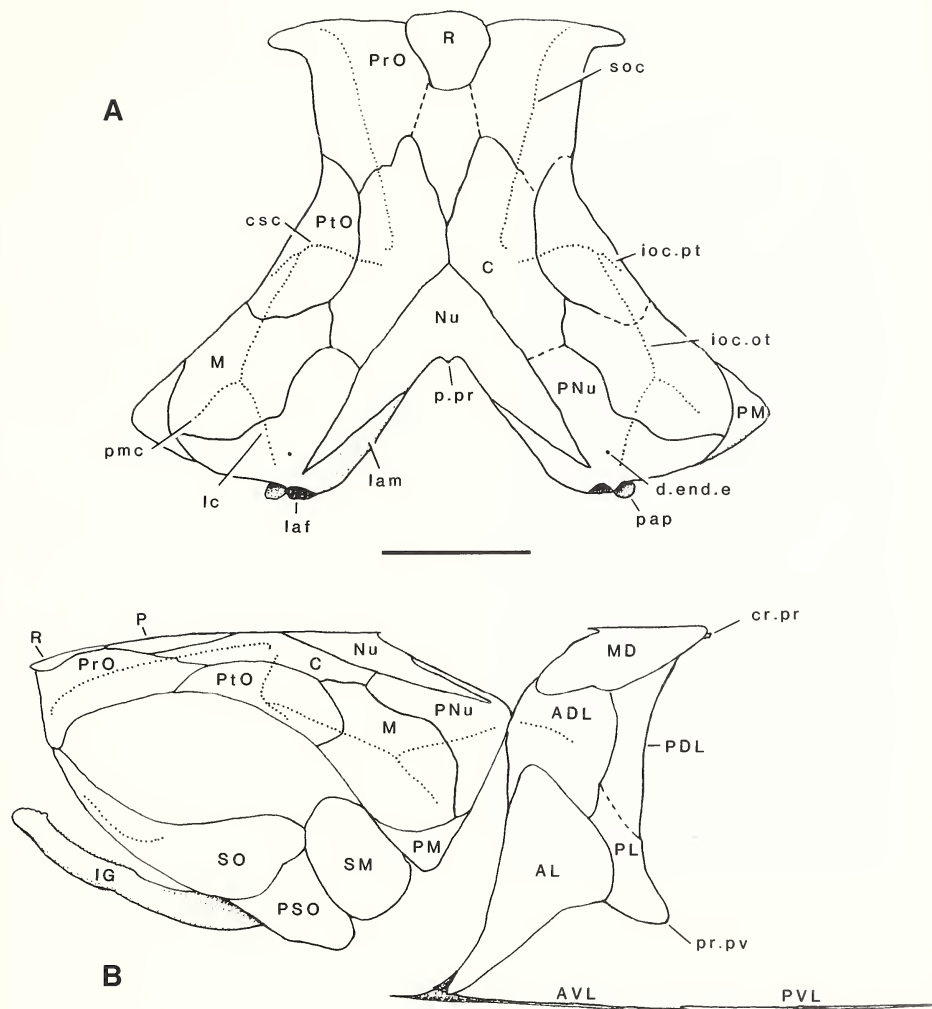 R
PrO
soc
A
csc
PtO
ioc.pt
C
Nu
ioc.ot
M
PNu
p.pr
PM
pmc
lam
lc
d.end.e
laf
pap
cr.pr
P
R
Nu
MD
PrO
C
PtO
PNu
ADL
M
PDL
PM
PL
SO
SM
AL
IG
PSO
pr.pv
B
AVL
PVL